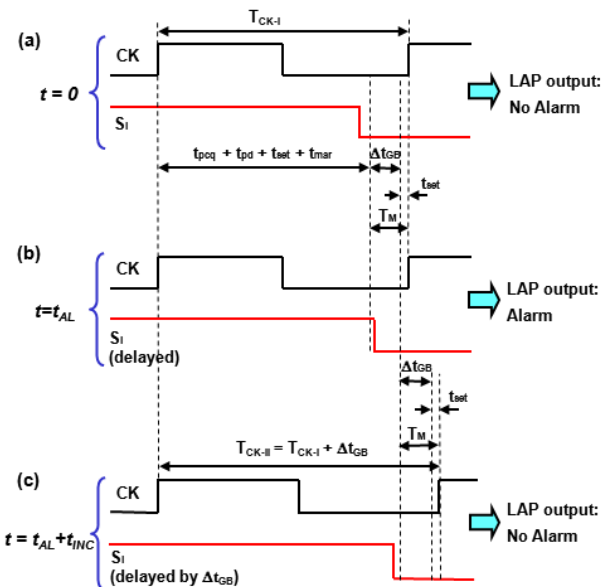 (a)
T_CK-I
CK
t = 0
S_I
LAP output:
No Alarm
t_pcq + t_pd + t_set + t_mar
Δt_GB
t_set
T_M
(b)
CK
t=t_AL
S_I
(delayed)
LAP output:
Alarm
Δt_GB
t_set
T_M
T_CK-II = T_CK-I + Δt_GB
(c)
CK
t = t_AL+t_INC
S_I
(delayed by Δt_GB)
LAP output:
No Alarm